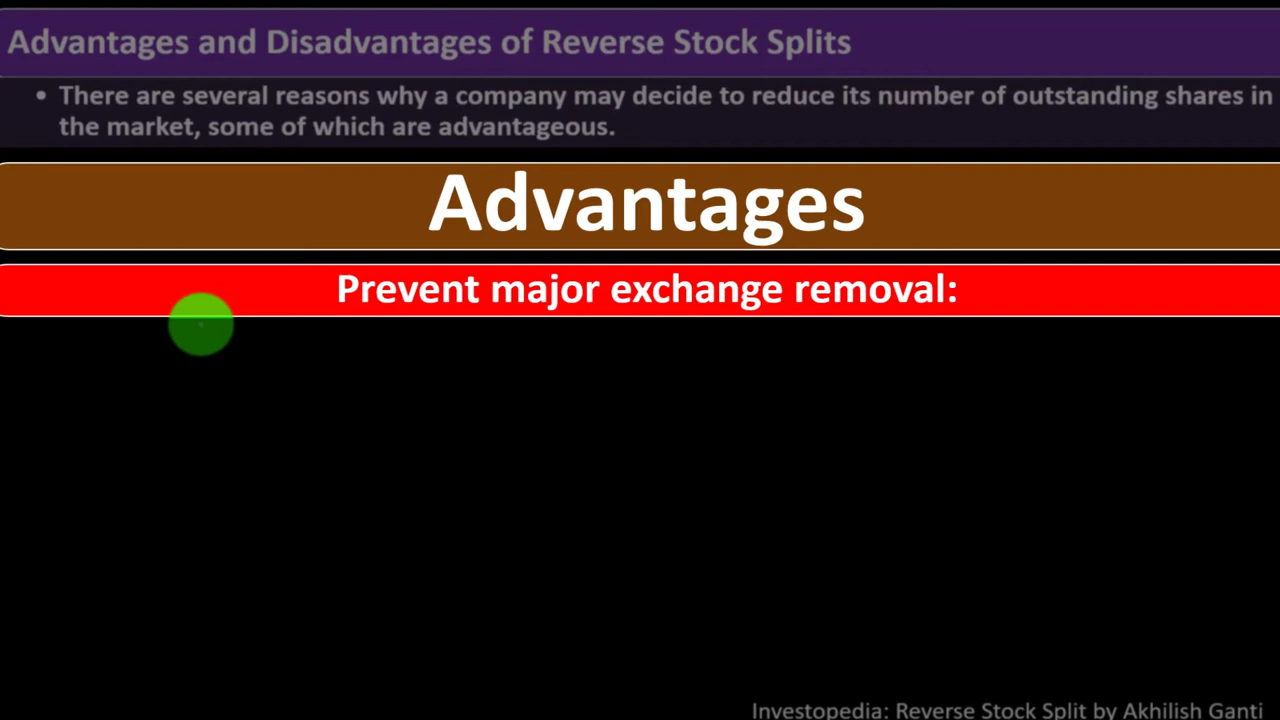 Advantages and Disadvantages of Reverse Stock Splits
• There are several reasons why a company may decide to reduce its number of outstanding shares in
the market, some of which are advantageous.
Advantages
Prevent major exchange removal:
Investopedia: Reverse Stock Split by Akhilish Ganti